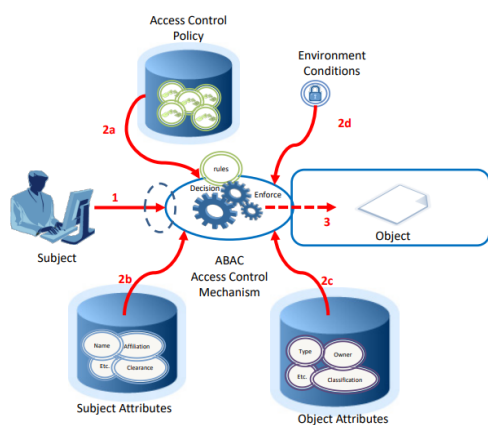 Access Control
Policy
Environment
Conditions
2a
2d
rules
Decision
Enforce
1
3
Subject
Object
ABAC
Access Control
Mechanism
2b
2c
Name
Affiliation
Etc.
Clearance
Type
Owner
Etc.
Classification
Subject Attributes
Object Attributes